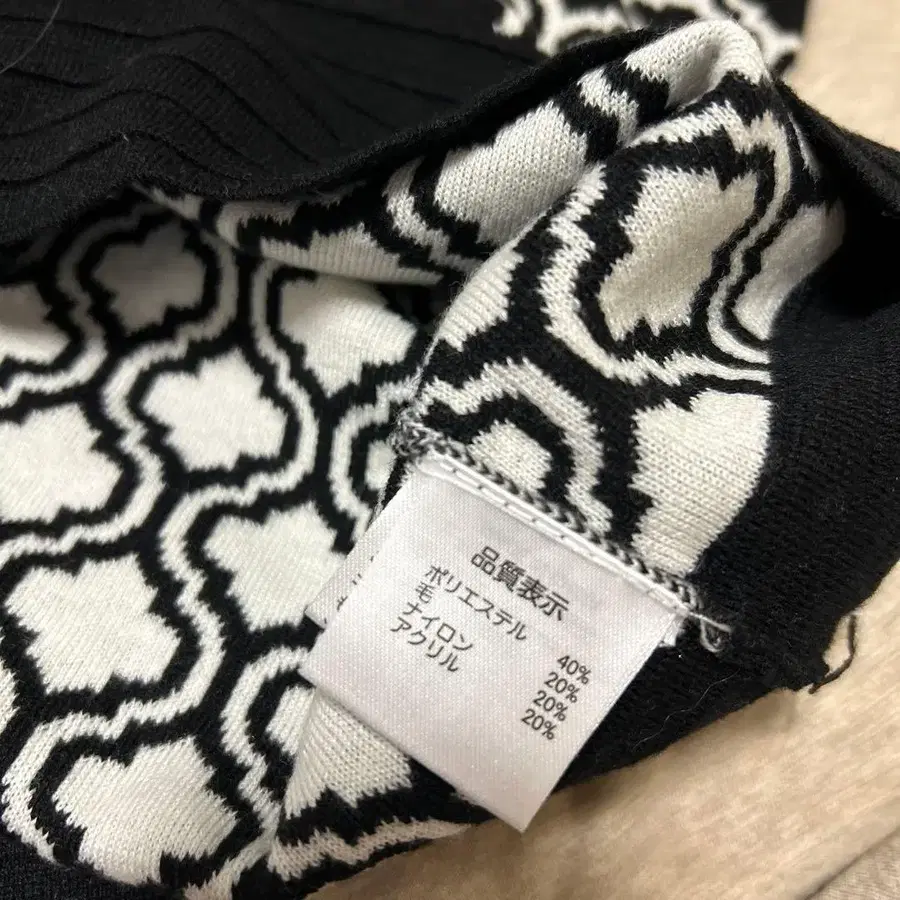 品質表示
ポリエステル 40%
毛 20%
ナイロン 20%
アクリル 20%